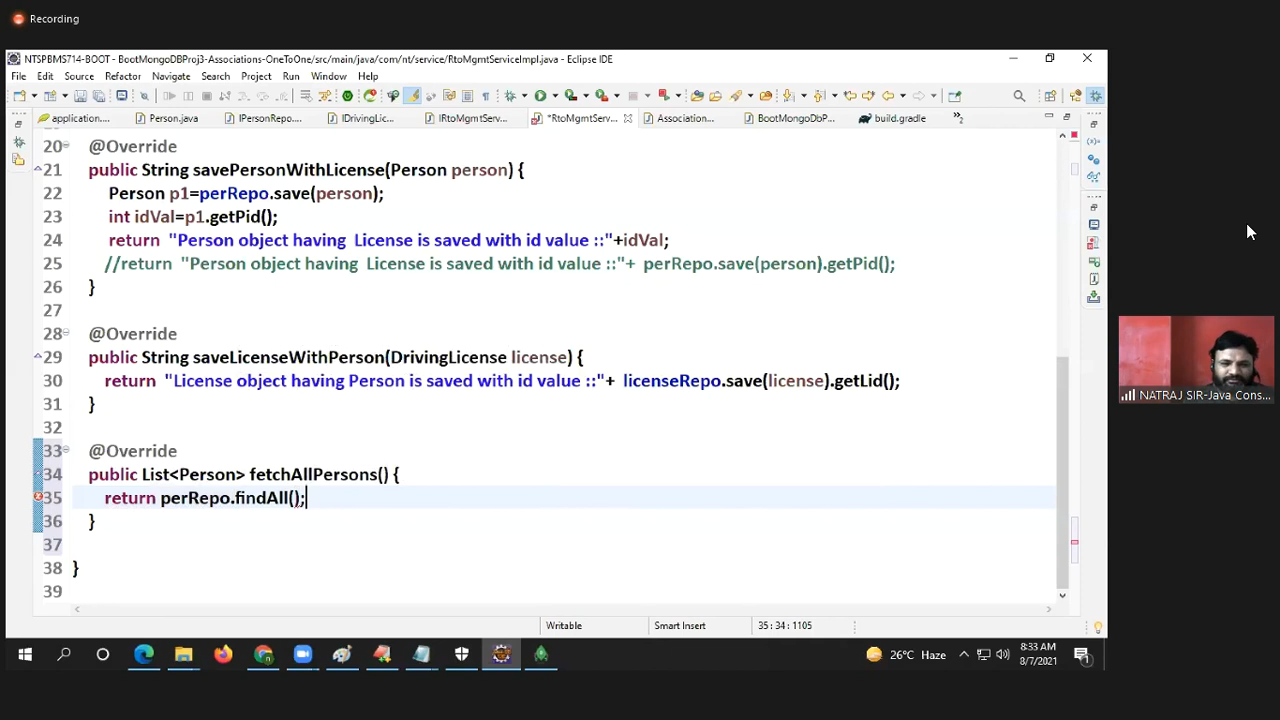 Recording
NTSPBMS714-BOOT - BootMongoDBProj3-Associations-OneToOne/src/main/java/com/nt/service/RtoMgmtServiceImpl.java - Eclipse IDE
File Edit Source Refactor Navigate Search Project Run Window Help
application.... Person.java IPersonRepo.... IDrivingLic... IRtoMgmtServ... *RtoMgmtServ... Association... BootMongoDbP... build.gradle
20 @Override
21 public String savePersonWithLicense(Person person) {
22 Person p1=perRepo.save(person);
23 int idVal=p1.getPid();
24 return "Person object having License is saved with id value ::"+idVal;
25 //return "Person object having License is saved with id value ::"+ perRepo.save(person).getPid();
26 }
27
28 @Override
29 public String saveLicenseWithPerson(DrivingLicense license) {
30 return "License object having Person is saved with id value ::"+ licenseRepo.save(license).getLid();
31 }
32
33 @Override
34 public List<Person> fetchAllPersons() {
35 return perRepo.findAll();
36 }
37
38 }
39
NATRAJ SIR-Java Cons...
Writable Smart Insert 35 : 34 : 1105
26°C Haze
8:33 AM
8/7/2021
1